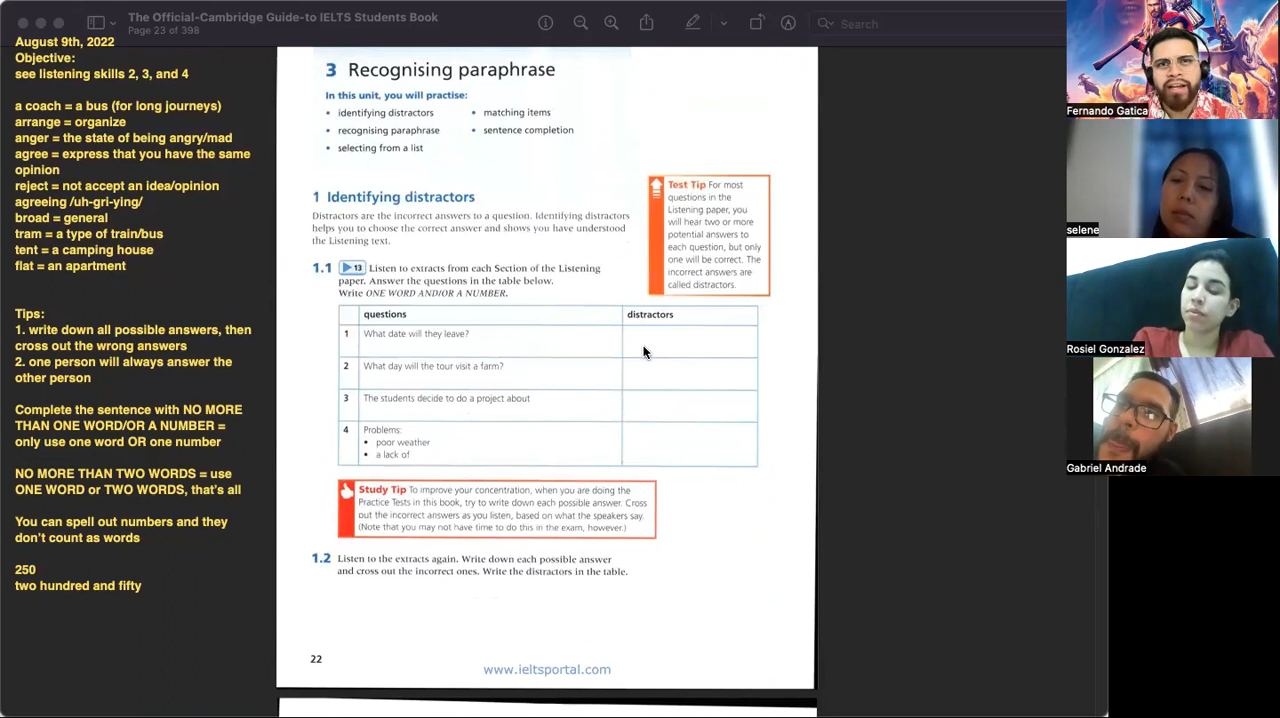 The Official-Cambridge Guide-to IELTS Students Book
Page 23 of 398
Search
August 9th, 2022
Objective:
see listening skills 2, 3, and 4
a coach = a bus (for long journeys)
arrange = organize
anger = the state of being angry/mad
agree = express that you have the same
opinion
reject = not accept an idea/opinion
agreeing /uh-gri-ying/
broad = general
tram = a type of train/bus
tent = a camping house
flat = an apartment
Tips:
1. write down all possible answers, then
cross out the wrong answers
2. one person will always answer the
other person
Complete the sentence with NO MORE
THAN ONE WORD/OR A NUMBER =
only use one word OR one number
NO MORE THAN TWO WORDS = use
ONE WORD or TWO WORDS, that's all
You can spell out numbers and they
don't count as words
250
two hundred and fifty
3 Recognising paraphrase
In this unit, you will practise:
• identifying distractors
• recognising paraphrase
• selecting from a list
• matching items
• sentence completion
1 Identifying distractors
Distractors are the incorrect answers to a question. Identifying distractors
helps you to choose the correct answer and shows you have understood
the Listening text.
Test Tip For most
questions in the
Listening paper, you
will hear two or more
potential answers to
each question, but only
one will be correct. The
incorrect answers are
called distractors.
1.1 13 Listen to extracts from each Section of the Listening
paper. Answer the questions in the table below.
Write ONE WORD AND/OR A NUMBER.
questions distractors
1 What date will they leave?
2 What day will the tour visit a farm?
3 The students decide to do a project about
4 Problems:
• poor weather
• a lack of
Study Tip To improve your concentration, when you are doing the
Practice Tests in this book, try to write down each possible answer. Cross
out the incorrect answers as you listen, based on what the speakers say.
(Note that you may not have time to do this in the exam, however.)
1.2 Listen to the extracts again. Write down each possible answer
and cross out the incorrect ones. Write the distractors in the table.
22
www.ieltsportal.com
Fernando Gatica
selene
Rosiel Gonzalez
Gabriel Andrade